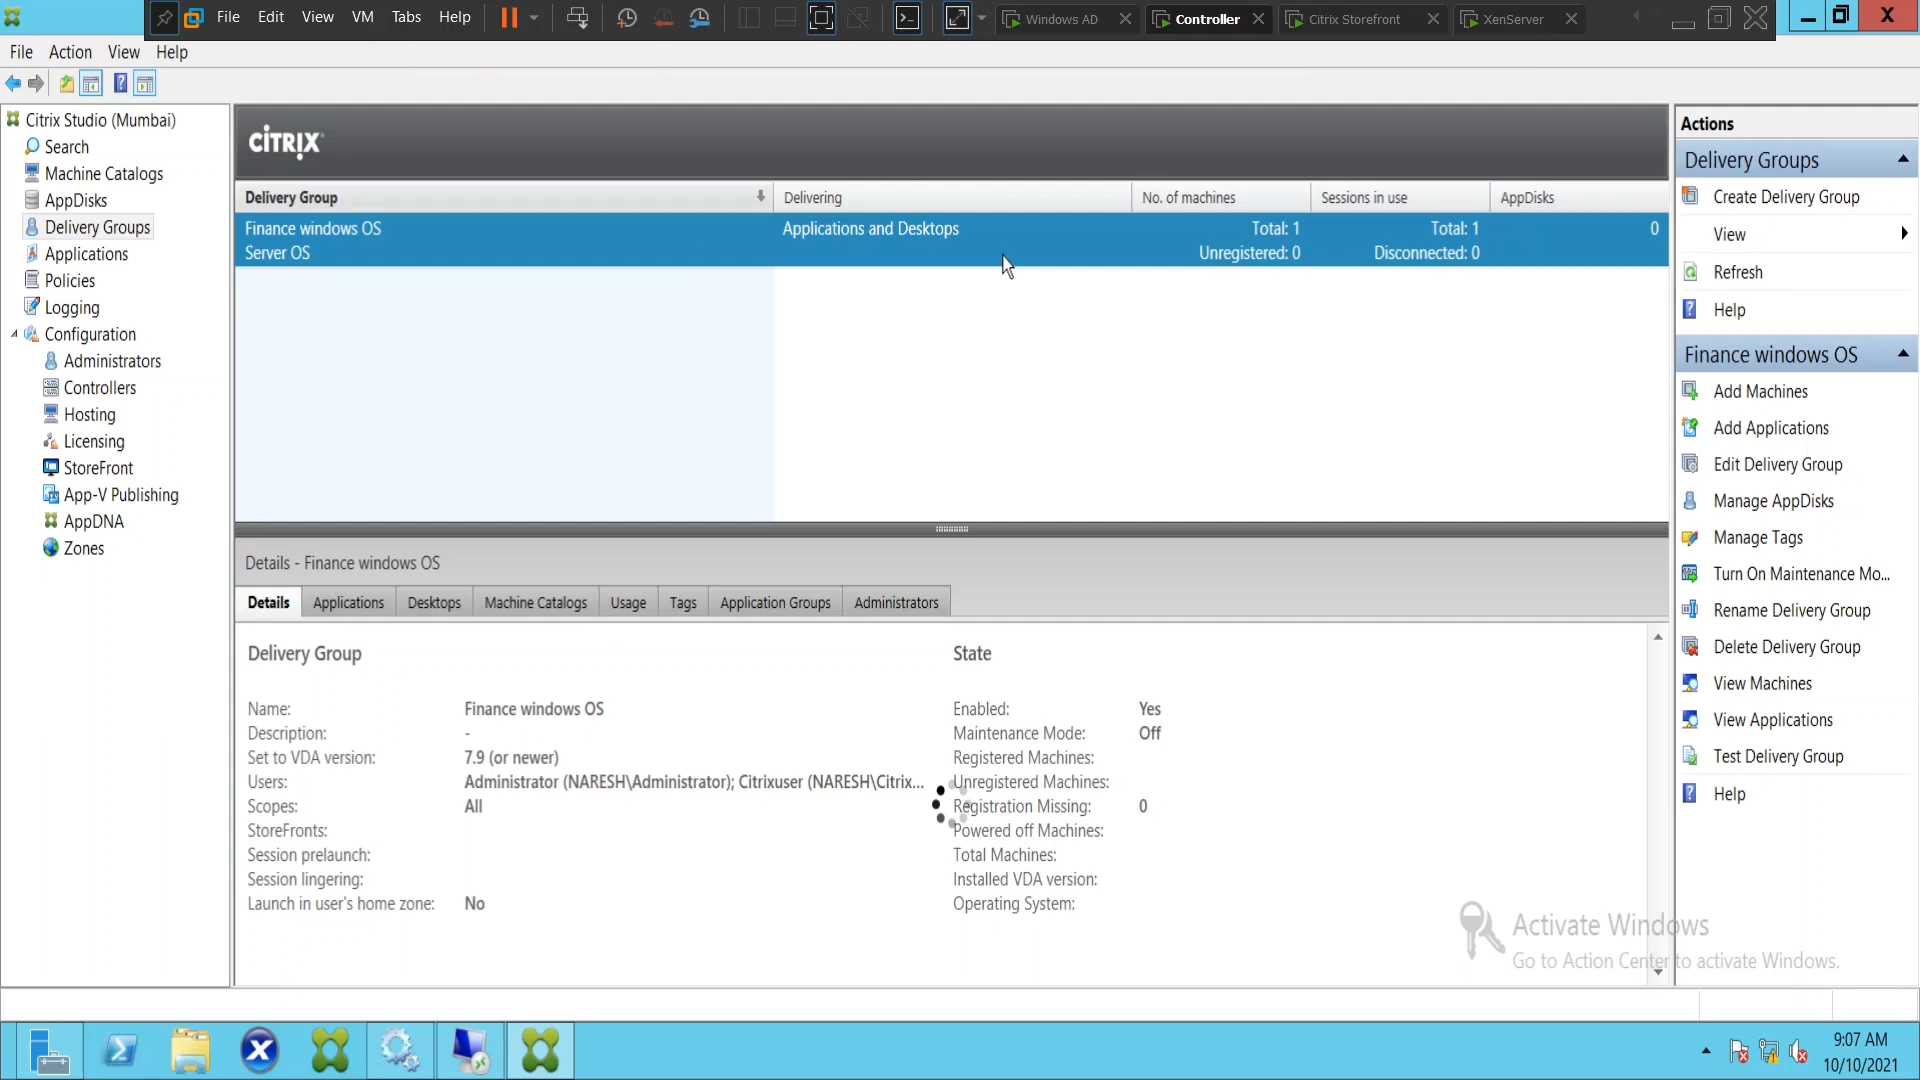 File Edit View VM Tabs Help
Windows AD
Controller
Citrix Storefront
XenServer
File Action View Help
Citrix Studio (Mumbai)
Search
Machine Catalogs
AppDisks
Delivery Groups
Applications
Policies
Logging
Configuration
Administrators
Controllers
Hosting
Licensing
StoreFront
App-V Publishing
AppDNA
Zones
CITRIX
Delivery Group Delivering No. of machines Sessions in use AppDisks
Finance windows OS Applications and Desktops Total: 1 Total: 1 0
Server OS Unregistered: 0 Disconnected: 0
Details - Finance windows OS
Details Applications Desktops Machine Catalogs Usage Tags Application Groups Administrators
Delivery Group
Name: Finance windows OS
Description: -
Set to VDA version: 7.9 (or newer)
Users: Administrator (NARESH\Administrator); Citrixuser (NARESH\Citrix...
Scopes: All
StoreFronts:
Session prelaunch:
Session lingering:
Launch in user's home zone: No
State
Enabled: Yes
Maintenance Mode: Off
Registered Machines:
Unregistered Machines:
Registration Missing: 0
Powered off Machines:
Total Machines:
Installed VDA version:
Operating System:
Actions
Delivery Groups
Create Delivery Group
View
Refresh
Help
Finance windows OS
Add Machines
Add Applications
Edit Delivery Group
Manage AppDisks
Manage Tags
Turn On Maintenance Mo...
Rename Delivery Group
Delete Delivery Group
View Machines
View Applications
Test Delivery Group
Help
Activate Windows
Go to Action Center to activate Windows.
9:07 AM
10/10/2021